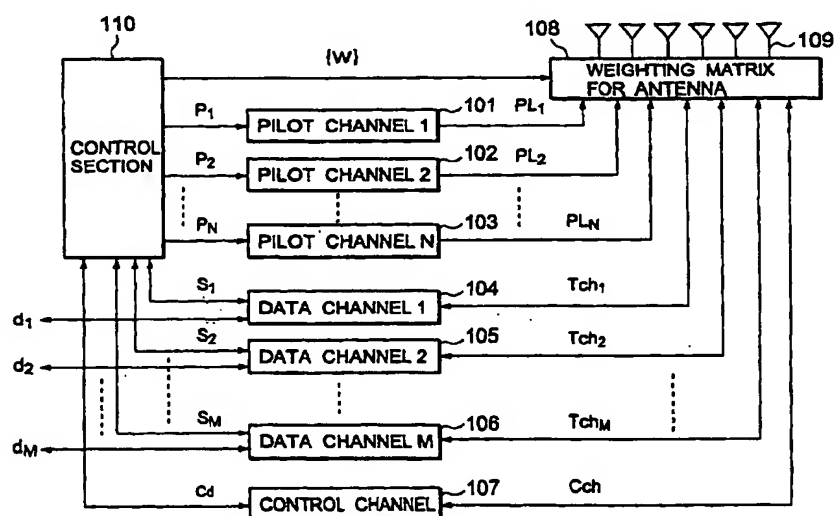 110
108
109
{W}
WEIGHTING MATRIX
FOR ANTENNA
CONTROL
SECTION
P1
PILOT CHANNEL 1
101
PL1
P2
PILOT CHANNEL 2
102
PL2
PN
PILOT CHANNEL N
103
PLN
S1
DATA CHANNEL 1
104
Tch1
d1
S2
DATA CHANNEL 2
105
Tch2
d2
SM
DATA CHANNEL M
106
TchM
dM
Cd
CONTROL CHANNEL
107
Cch